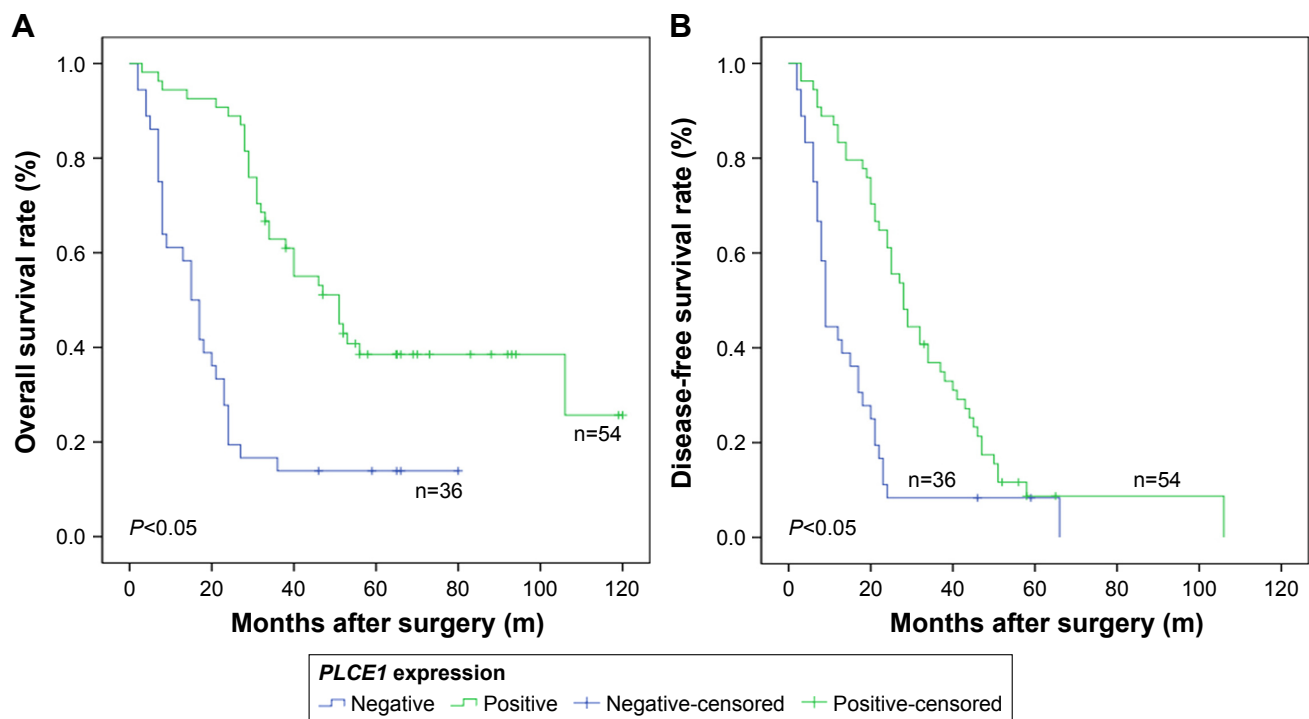 A
B
Overall survival rate (%)
1.0
0.8
0.6
0.4
0.2
0.0
n=54
n=36
P<0.05
0 20 40 60 80 100 120
Months after surgery (m)
Disease-free survival rate (%)
1.0
0.8
0.6
0.4
0.2
0.0
n=36
n=54
P<0.05
0 20 40 60 80 100 120
Months after surgery (m)
PLCE1 expression
Negative Positive Negative-censored Positive-censored